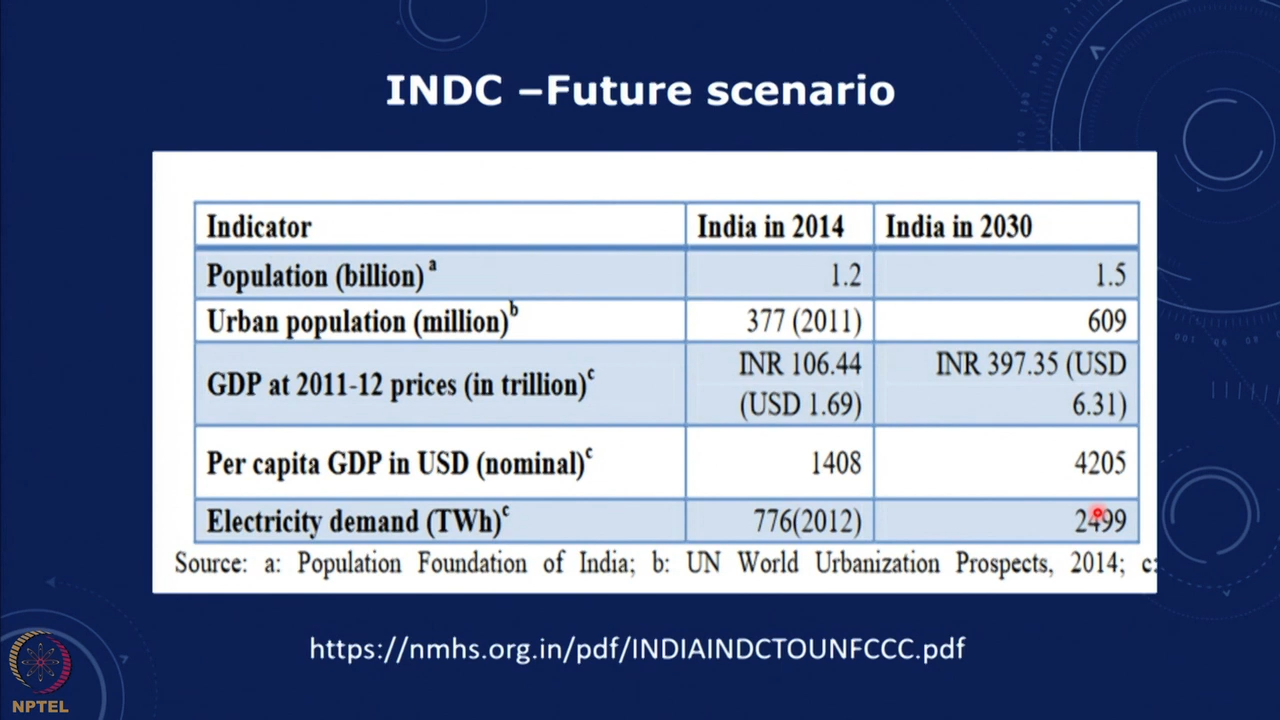 INDC –Future scenario
Indicator India in 2014 India in 2030
Population (billion) a 1.2 1.5
Urban population (million)b 377 (2011) 609
GDP at 2011-12 prices (in trillion)c INR 106.44 (USD 1.69) INR 397.35 (USD 6.31)
Per capita GDP in USD (nominal)c 1408 4205
Electricity demand (TWh)c 776(2012) 2499
Source: a: Population Foundation of India; b: UN World Urbanization Prospects, 2014; c:
https://nmhs.org.in/pdf/INDIAINDCTOUNFCCC.pdf
NPTEL